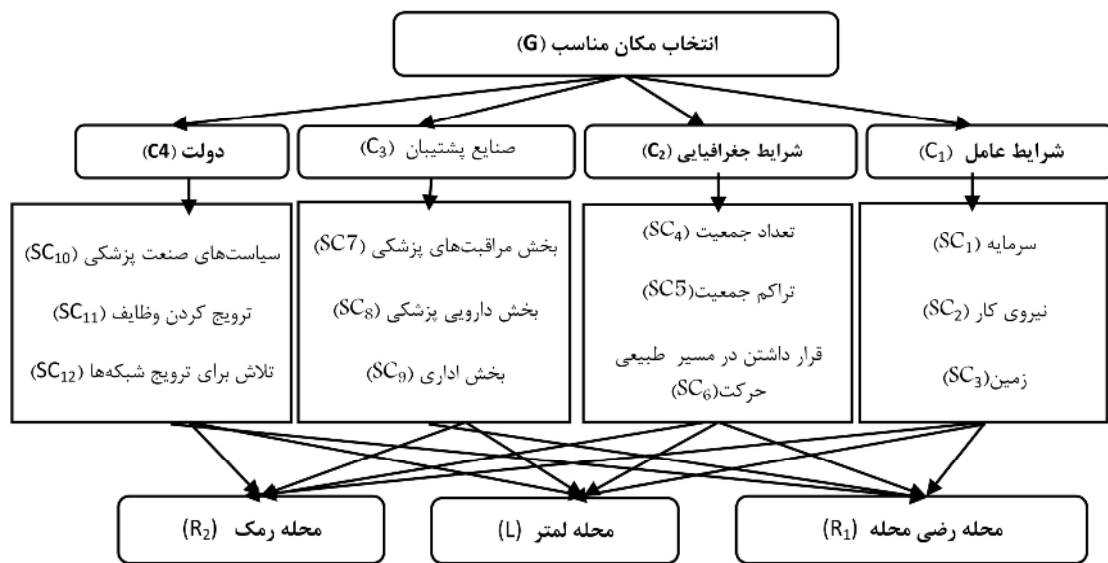 انتخاب مکان مناسب (G)
شرایط عامل (C₁)
شرایط جغرافیایی (C₂)
صنایع پشتیبان (C₃)
دولت (C4)
سرمایه (SC₁)
نیروی کار (SC₂)
زمین(SC₃)
تعداد جمعیت (SC₄)
تراکم جمعیت(SC5)
قرار داشتن در مسیر طبیعی
حرکت(SC₆)
بخش مراقبت‌های پزشکی (SC7)
بخش دارویی پزشکی (SC₈)
بخش اداری (SC₉)
سیاست‌های صنعت پزشکی (SC₁₀)
ترویج کردن وظایف (SC₁₁)
تلاش برای ترویج شبکه‌ها (SC₁₂)
محله رضی محله (R₁)
محله لمتر (L)
محله رمک (R₂)